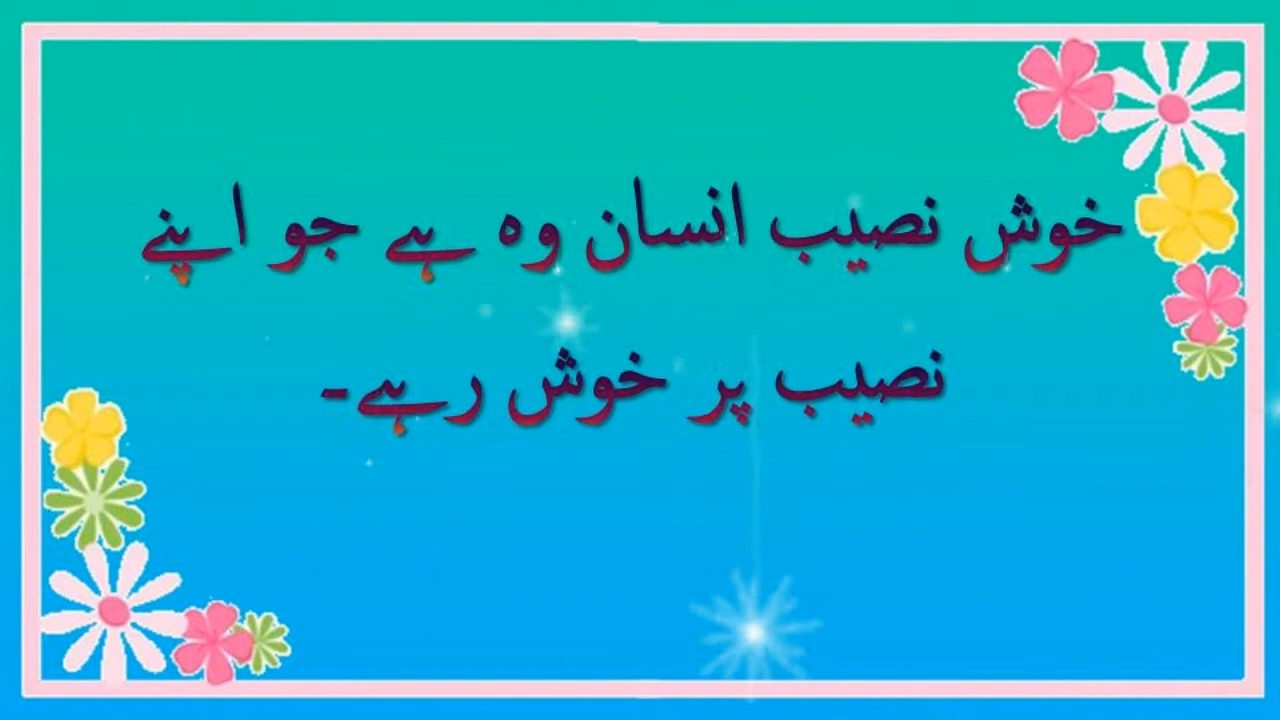 خوش نصیب انسان وہ ہے جو اپنے
نصیب پر خوش رہے۔